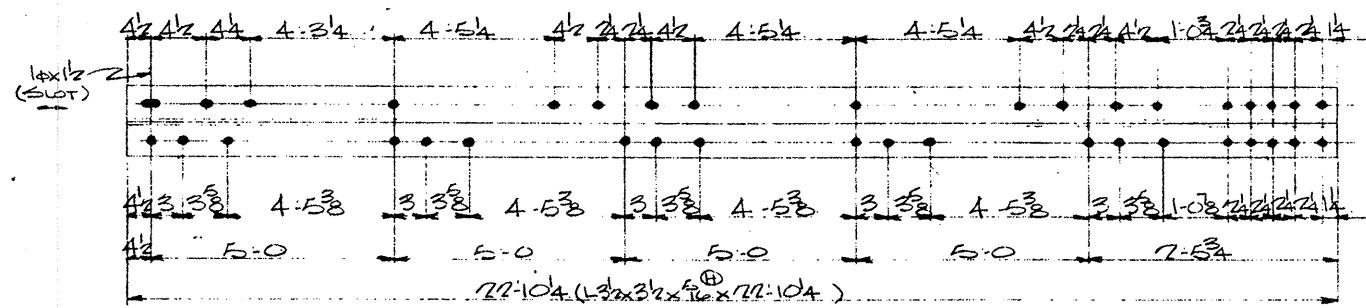 4½ 4½ 4¼ 4-3¼ 4-5¼ 4½ 2¼ 2¼ 4½ 4-5¼ 4-5¼ 4½ 2¼ 2¼ 4½ 1-0¾ 2¼ 2¼ 2¼ 2¼ 1¼
1φx1½
(SLOT)
4½ 3 3⅝ 4-5⅜ 3 3⅝ 4-5⅜ 3 3⅝ 4-5⅜ 3 3⅝ 4-5⅜ 3 3⅝ 1-0⅞ 2¼ 2¼ 2¼ 2¼ 1¼
4½ 5-0 5-0 5-0 5-0 2-5¾
H
22-10¼ (L3½x3½x5/16x22-10¼)